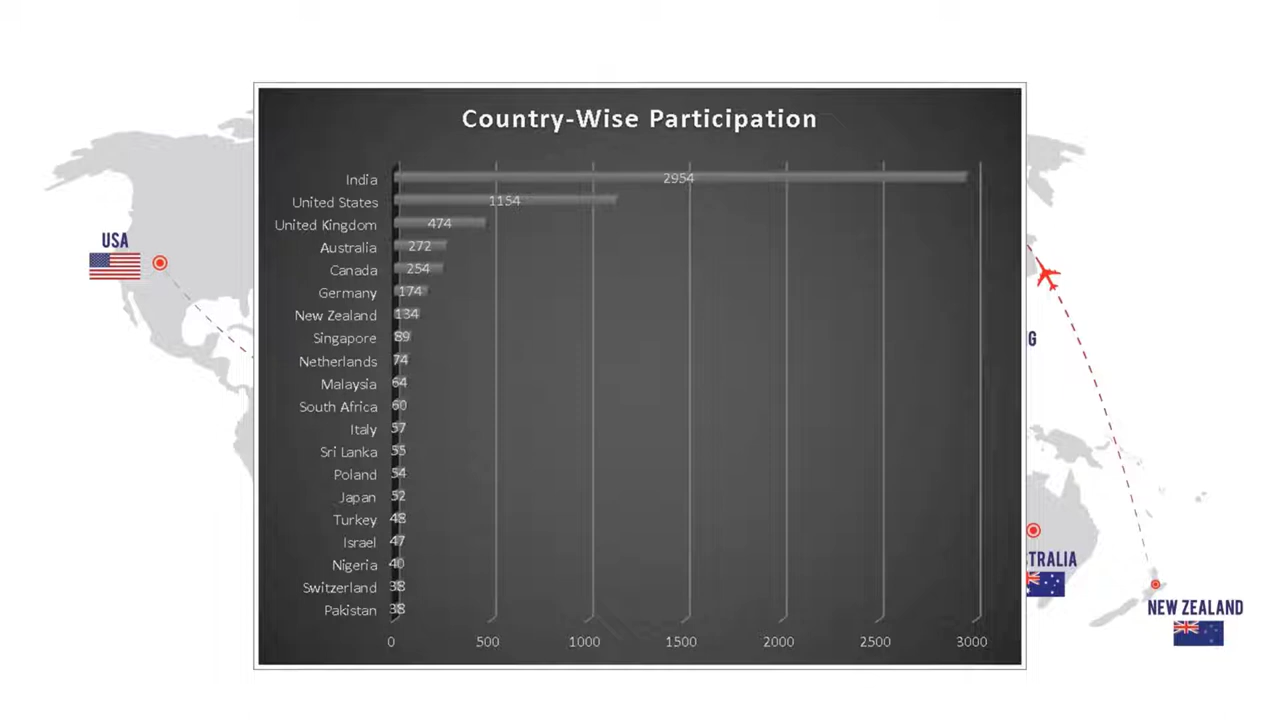 Country-Wise Participation
India 2954
United States 1154
United Kingdom 474
Australia 272
Canada 254
Germany 174
New Zealand 134
Singapore 89
Netherlands 74
Malaysia 64
South Africa 60
Italy 57
Sri Lanka 55
Poland 54
Japan 52
Turkey 48
Israel 47
Nigeria 40
Switzerland 38
Pakistan 38
0 500 1000 1500 2000 2500 3000
USA
G
TRALIA
NEW ZEALAND